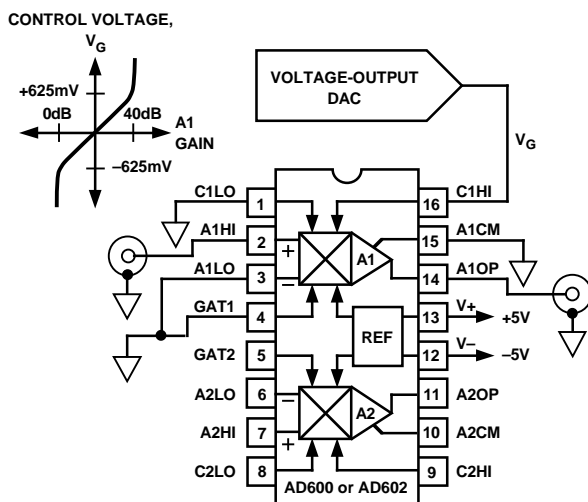 CONTROL VOLTAGE,
V_G
+625mV
0dB
40dB
A1
GAIN
–625mV
VOLTAGE-OUTPUT
DAC
V_G
C1LO
1
16
C1HI
A1HI
2
+
A1
15
A1CM
A1LO
3
–
14
A1OP
GAT1
4
REF
13
V+
+5V
GAT2
5
12
V–
–5V
A2LO
6
–
A2
11
A2OP
A2HI
7
+
10
A2CM
C2LO
8
9
C2HI
AD600 or AD602